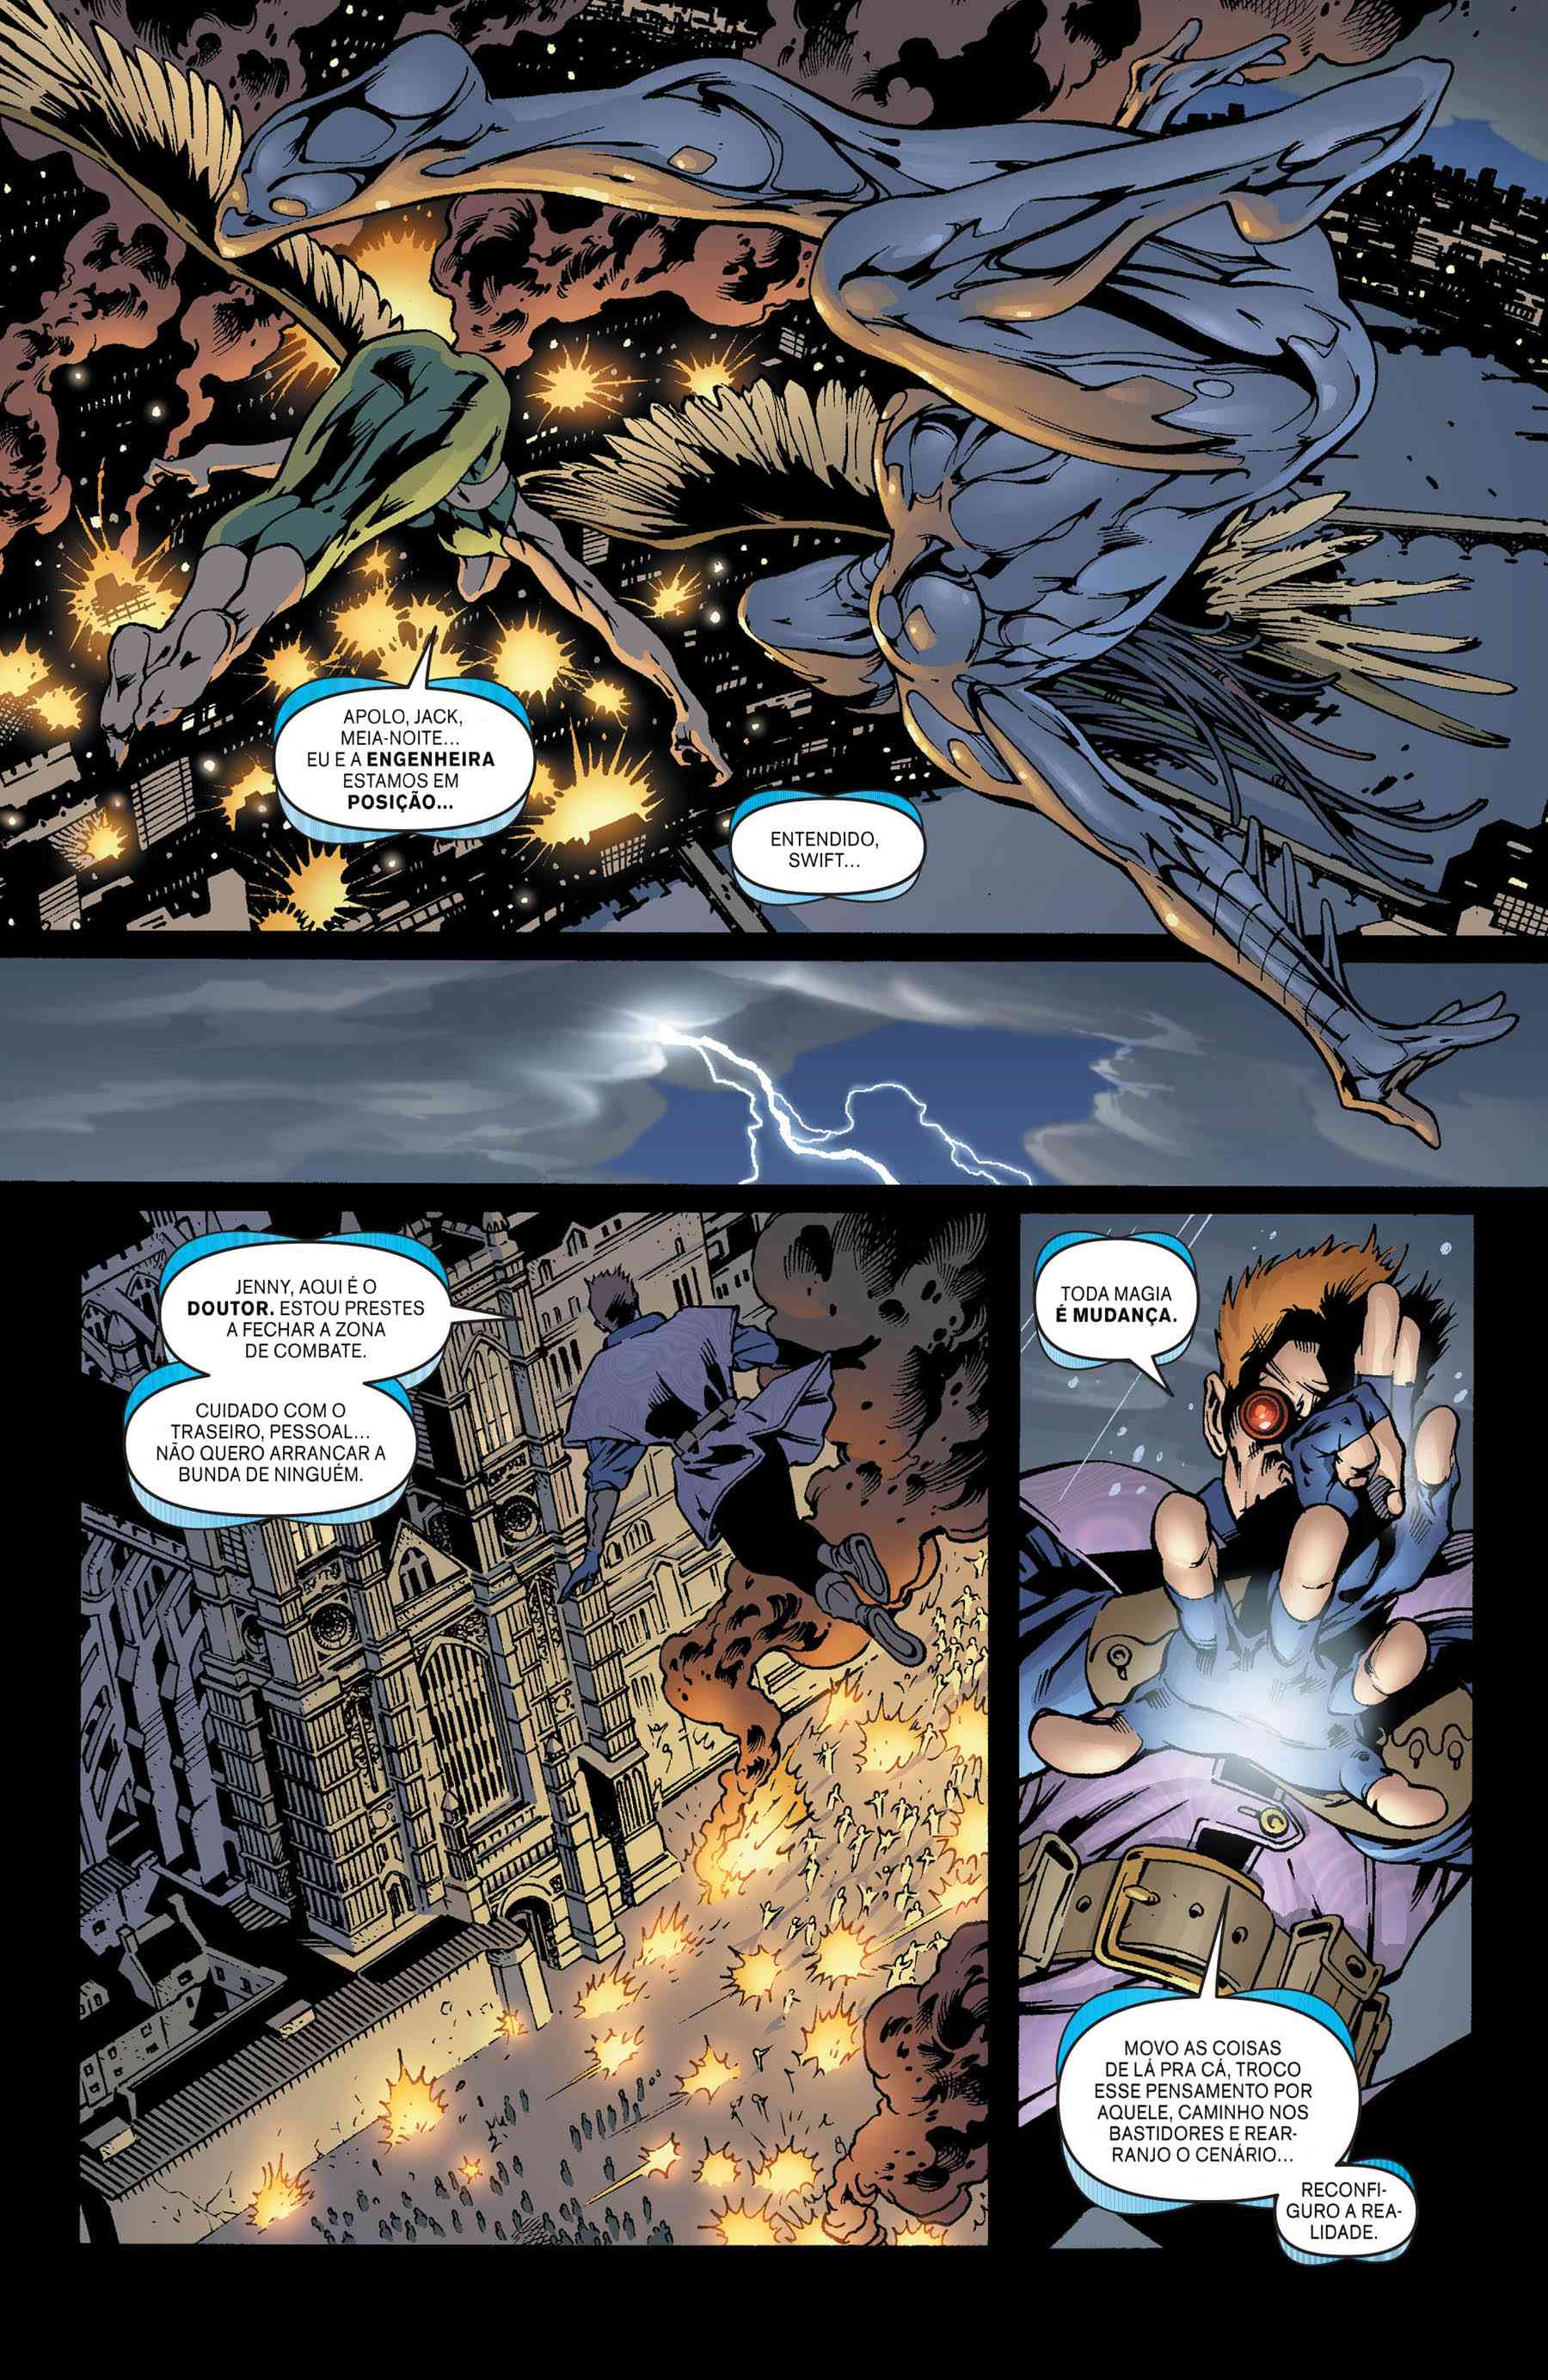 APOLO, JACK,
MEIA-NOITE...
EU E A ENGENHEIRA
ESTAMOS EM
POSIÇÃO...
ENTENDIDO,
SWIFT...
JENNY, AQUI É O
DOUTOR. ESTOU PRESTES
A FECHAR A ZONA
DE COMBATE.
CUIDADO COM O
TRASEIRO, PESSOAL...
NÃO QUERO ARRANCAR A
BUNDA DE NINGUÉM.
TODA MAGIA
É MUDANÇA.
MOVO AS COISAS
DE LÁ PRA CÁ, TROCO
ESSE PENSAMENTO POR
AQUELE, CAMINHO NOS
BASTIDORES E REAR-
RANJO O CENÁRIO...
RECONFI-
GURO A REA-
LIDADE.